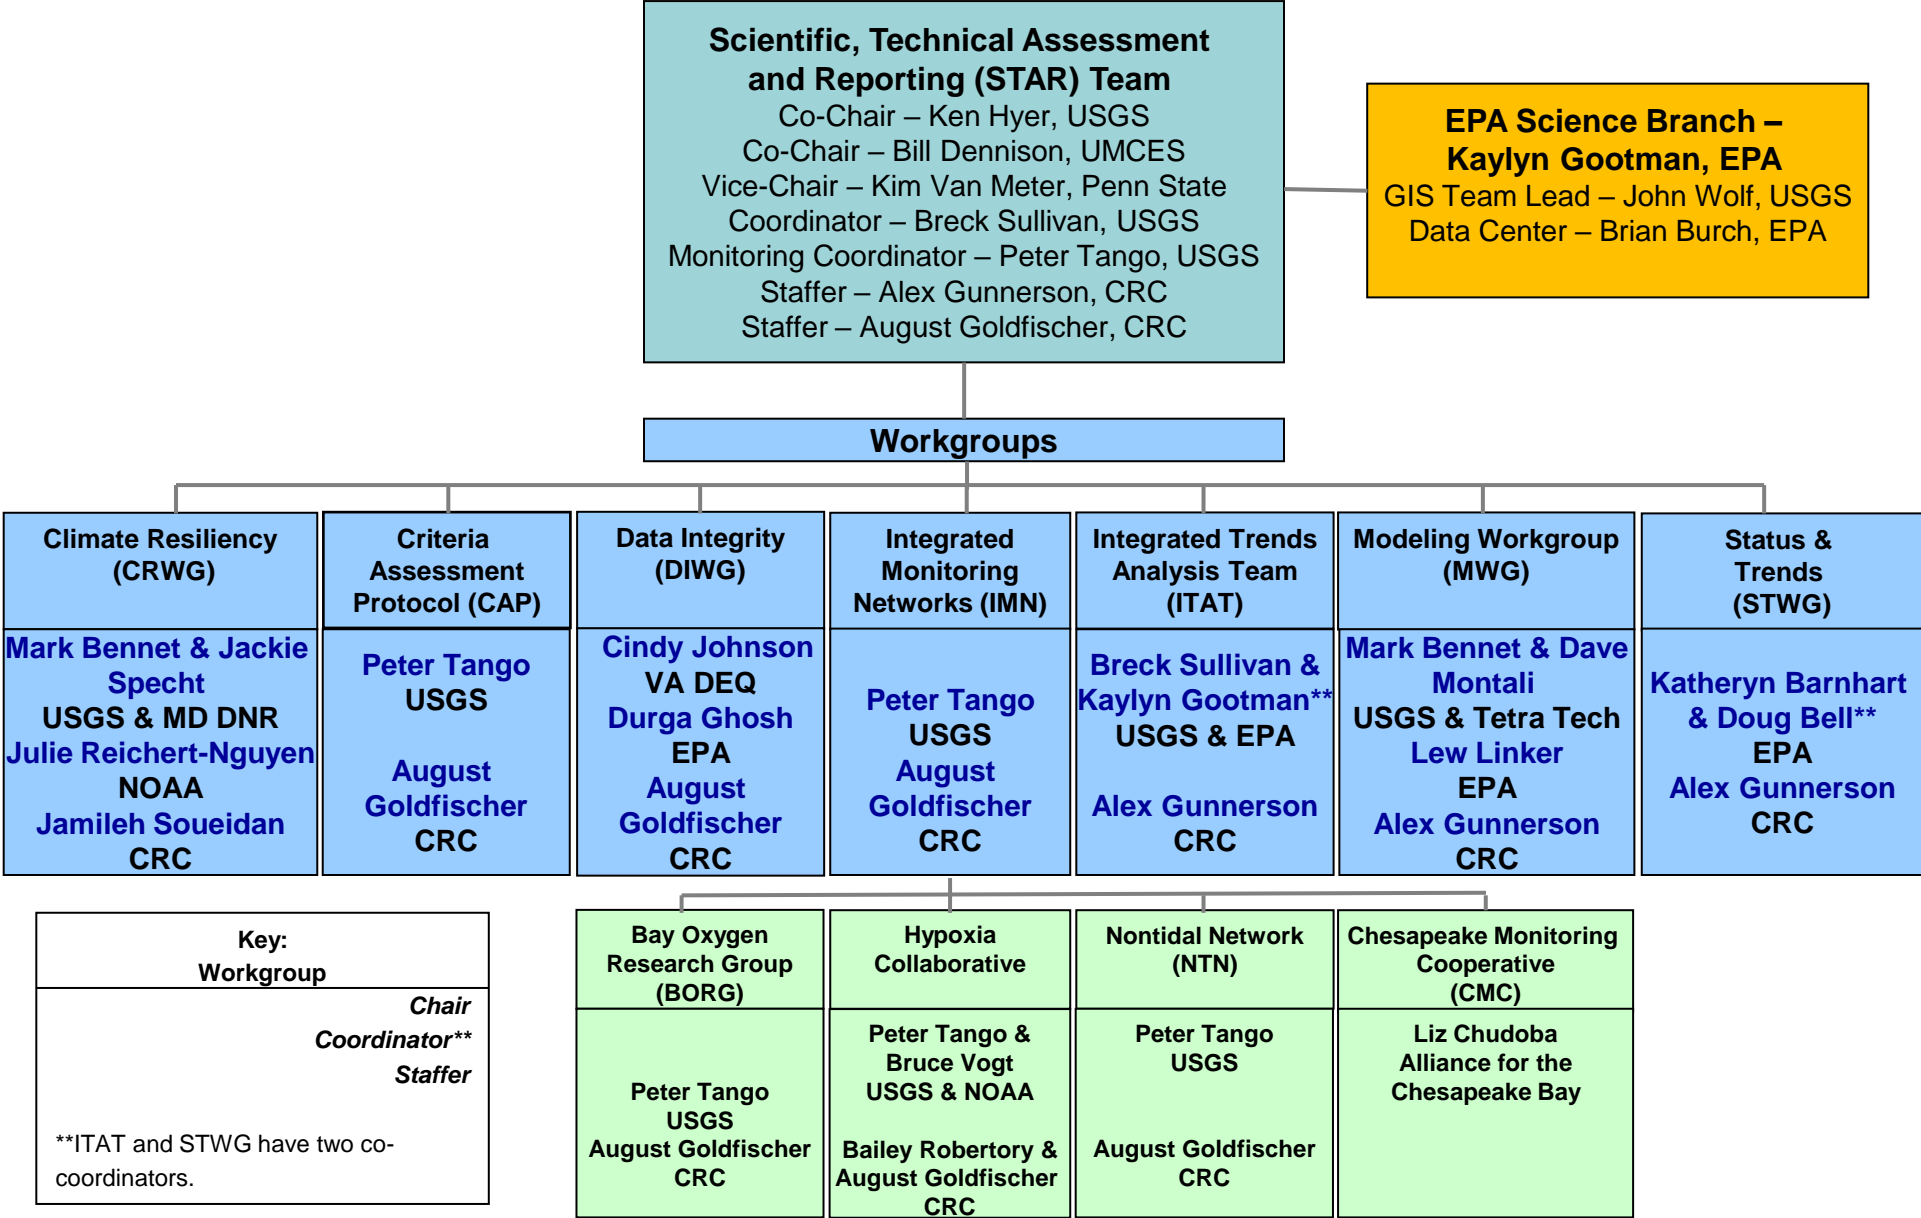 Scientific, Technical Assessment
and Reporting (STAR) Team
Co-Chair – Ken Hyer, USGS
Co-Chair – Bill Dennison, UMCES
Vice-Chair – Kim Van Meter, Penn State
Coordinator – Breck Sullivan, USGS
Monitoring Coordinator – Peter Tango, USGS
Staffer – Alex Gunnerson, CRC
Staffer – August Goldfischer, CRC
EPA Science Branch –
Kaylyn Gootman, EPA
GIS Team Lead – John Wolf, USGS
Data Center – Brian Burch, EPA
Workgroups
Climate Resiliency
(CRWG)
Mark Bennet & Jackie
Specht
USGS & MD DNR
Julie Reichert-Nguyen
NOAA
Jamileh Soueidan
CRC
Criteria
Assessment
Protocol (CAP)
Peter Tango
USGS
August
Goldfischer
CRC
Data Integrity
(DIWG)
Cindy Johnson
VA DEQ
Durga Ghosh
EPA
August
Goldfischer
CRC
Integrated
Monitoring
Networks (IMN)
Peter Tango
USGS
August
Goldfischer
CRC
Integrated Trends
Analysis Team
(ITAT)
Breck Sullivan &
Kaylyn Gootman**
USGS & EPA
Alex Gunnerson
CRC
Modeling Workgroup
(MWG)
Mark Bennet & Dave
Montali
USGS & Tetra Tech
Lew Linker
EPA
Alex Gunnerson
CRC
Status &
Trends
(STWG)
Katheryn Barnhart
& Doug Bell**
EPA
Alex Gunnerson
CRC
Key:
Workgroup
Chair
Coordinator**
Staffer
**ITAT and STWG have two co-
coordinators.
Bay Oxygen
Research Group
(BORG)
Peter Tango
USGS
August Goldfischer
CRC
Hypoxia
Collaborative
Peter Tango &
Bruce Vogt
USGS & NOAA
Bailey Robertory &
August Goldfischer
CRC
Nontidal Network
(NTN)
Peter Tango
USGS
August Goldfischer
CRC
Chesapeake Monitoring
Cooperative
(CMC)
Liz Chudoba
Alliance for the
Chesapeake Bay